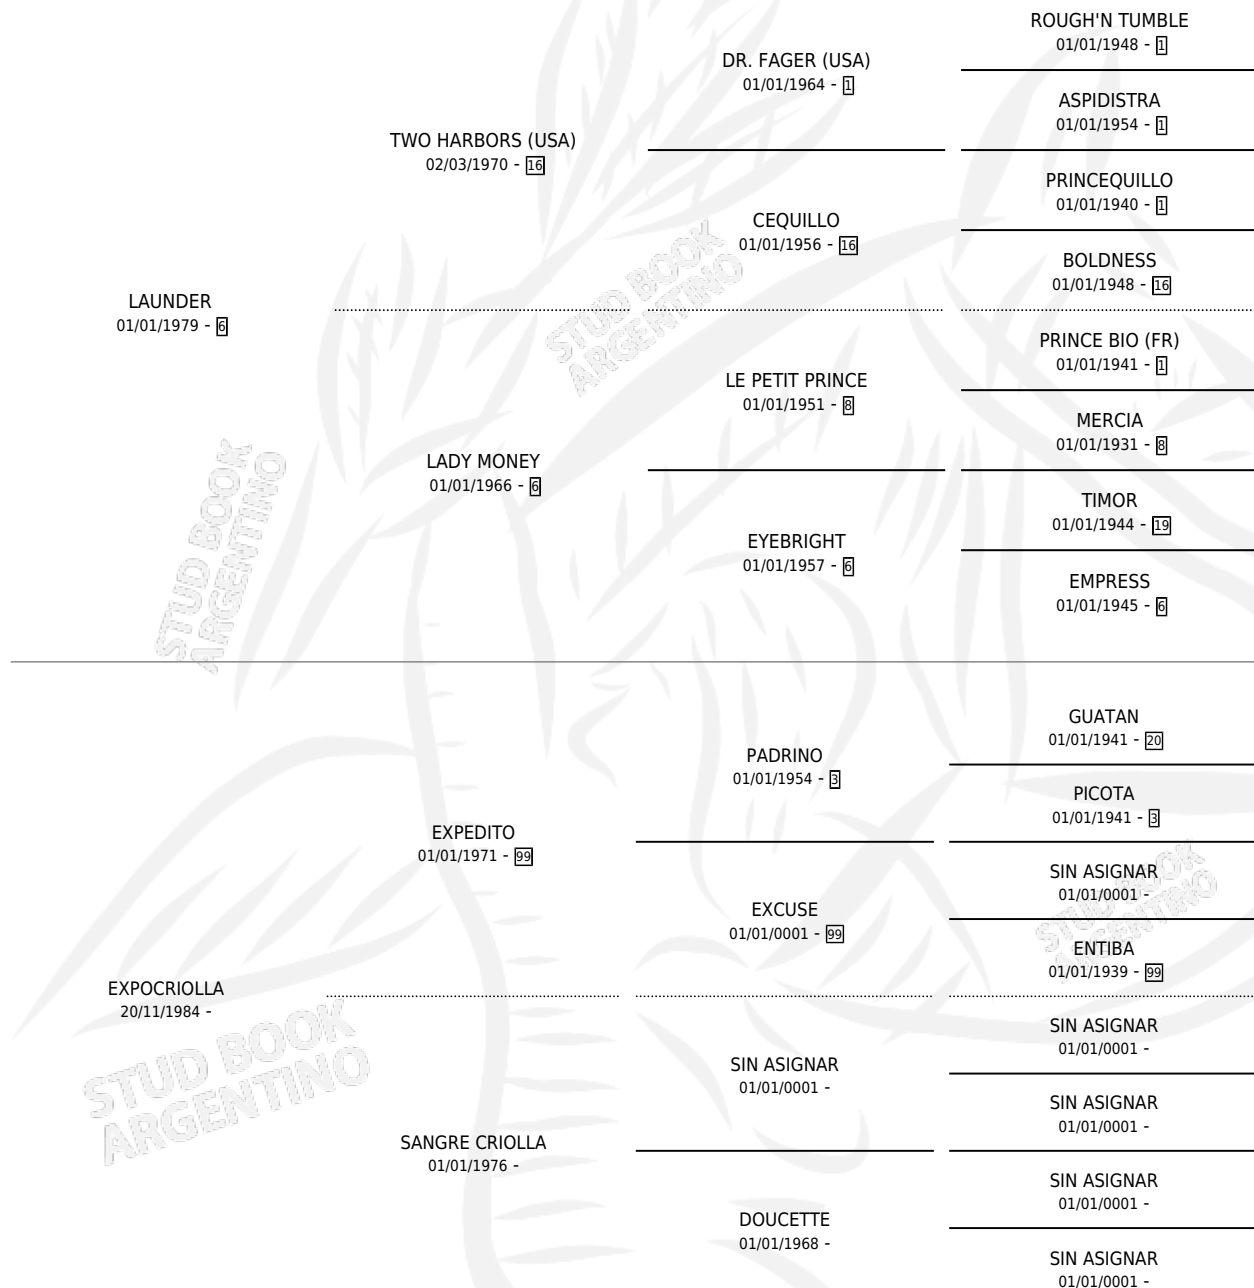 LAUNDER
01/01/1979 - 6
TWO HARBORS (USA)
02/03/1970 - 16
LADY MONEY
01/01/1966 - 6
DR. FAGER (USA)
01/01/1964 - 1
CEQUILLO
01/01/1956 - 16
LE PETIT PRINCE
01/01/1951 - 8
EYEBRIGHT
01/01/1957 - 6
ROUGH'N TUMBLE
01/01/1948 - 1
ASPIDISTRA
01/01/1954 - 1
PRINCEQUILLO
01/01/1940 - 1
BOLDNESS
01/01/1948 - 16
PRINCE BIO (FR)
01/01/1941 - 1
MERCIA
01/01/1931 - 8
TIMOR
01/01/1944 - 19
EMPRESS
01/01/1945 - 6
EXPOCRIOLLA
20/11/1984 -
EXPEDITO
01/01/1971 - 99
SANGRE CRIOLLA
01/01/1976 -
PADRINO
01/01/1954 - 3
EXCUSE
01/01/0001 - 99
SIN ASIGNAR
01/01/0001 -
DOUCETTE
01/01/1968 -
GUATAN
01/01/1941 - 20
PICOTA
01/01/1941 - 3
SIN ASIGNAR
01/01/0001 -
ENTIBA
01/01/1939 - 99
SIN ASIGNAR
01/01/0001 -
SIN ASIGNAR
01/01/0001 -
SIN ASIGNAR
01/01/0001 -
SIN ASIGNAR
01/01/0001 -
STUD BOOK
ARGENTINO
STUD BOOK
ARGENTINO
STUD BOOK
ARGENTINO
STUD BOOK
ARGENTINO